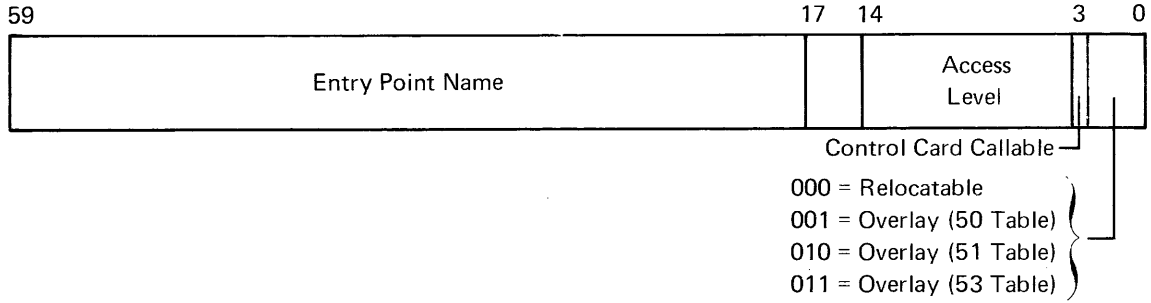 59 17 14 3 0
Entry Point Name
Access
Level
Control Card Callable
000 = Relocatable
001 = Overlay (50 Table)
010 = Overlay (51 Table)
011 = Overlay (53 Table)